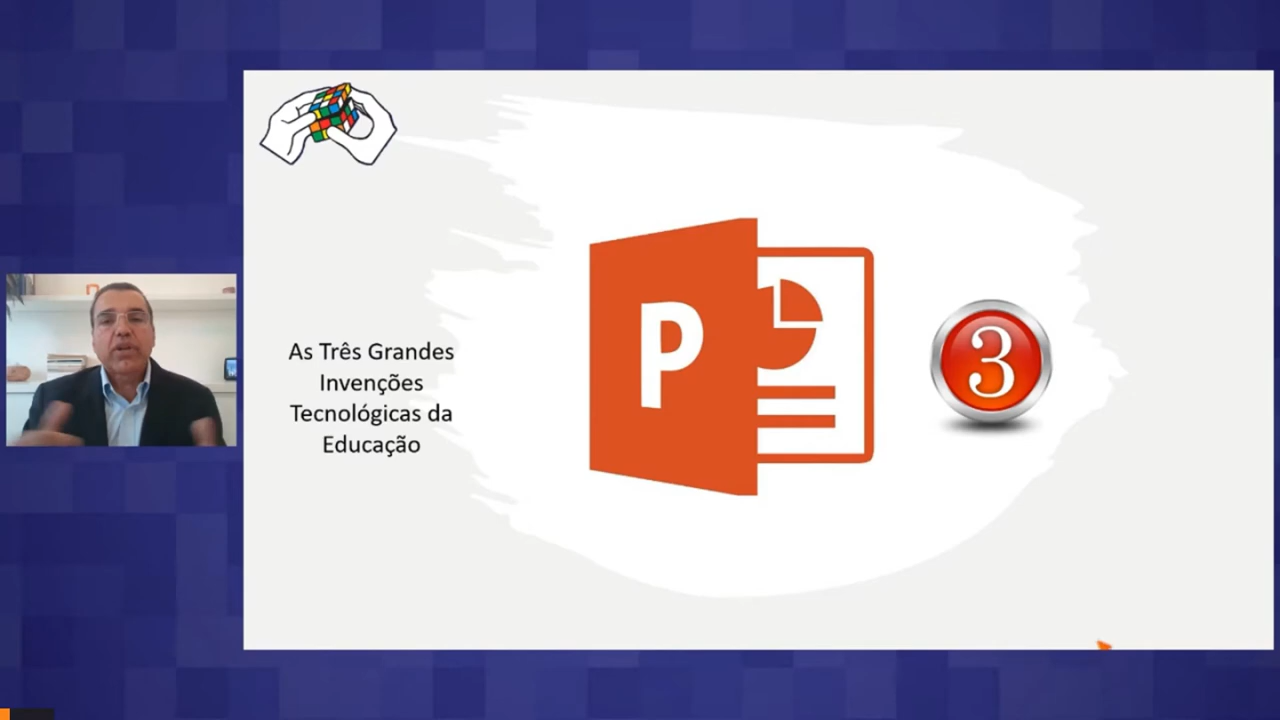 As Três Grandes
Invenções
Tecnológicas da
Educação
P
3